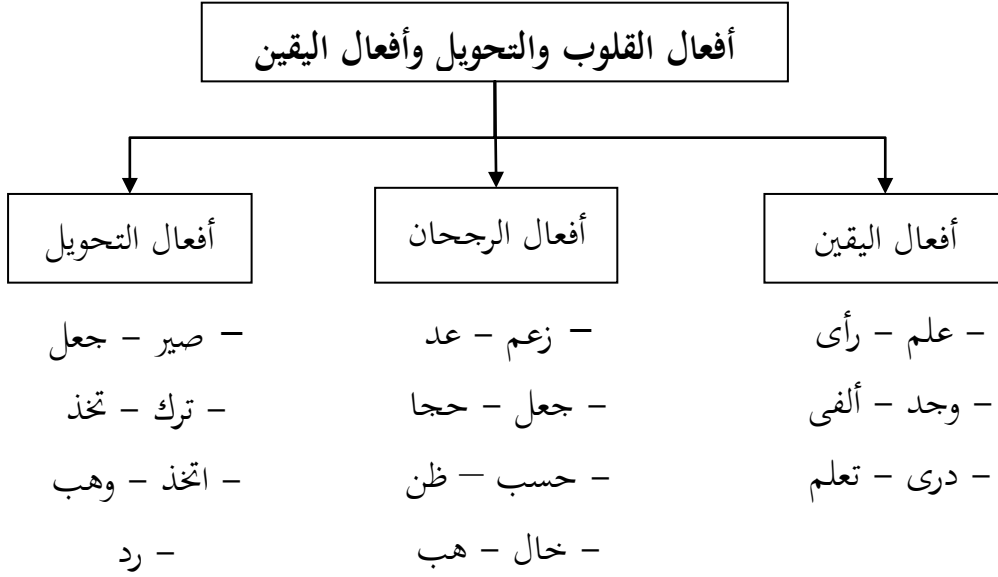 أفعال القلوب والتحويل وأفعال اليقين
أفعال اليقين
– علم – رأى
– وجد – ألفى
– درى – تعلم
أفعال الرجحان
– زعم – عد
– جعل – حجا
– حسب – ظن
– خال – هب
أفعال التحويل
– صير – جعل
– ترك – تخذ
– اتخذ – وهب
– رد